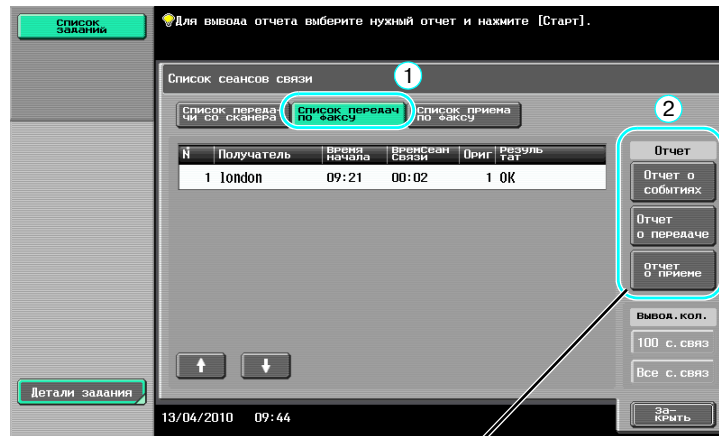 Список
заданий
Для вывода отчета выберите нужный отчет и нажмите [Старт].
Список сеансов связи
1
Список переда-
чи со сканера
Список передач
по факсу
Список приема
по факсу
2
N Получатель Время начала ВремСеан Связи Ориг Резуль тат
1 london 09:21 00:02 1 OK
Отчет
Отчет о
событиях
Отчет
о передаче
Отчет
о приеме
Вывод.кол.
100 с.связ
Все с.связ
Детали задания
13/04/2010 09:44
За-
крыть